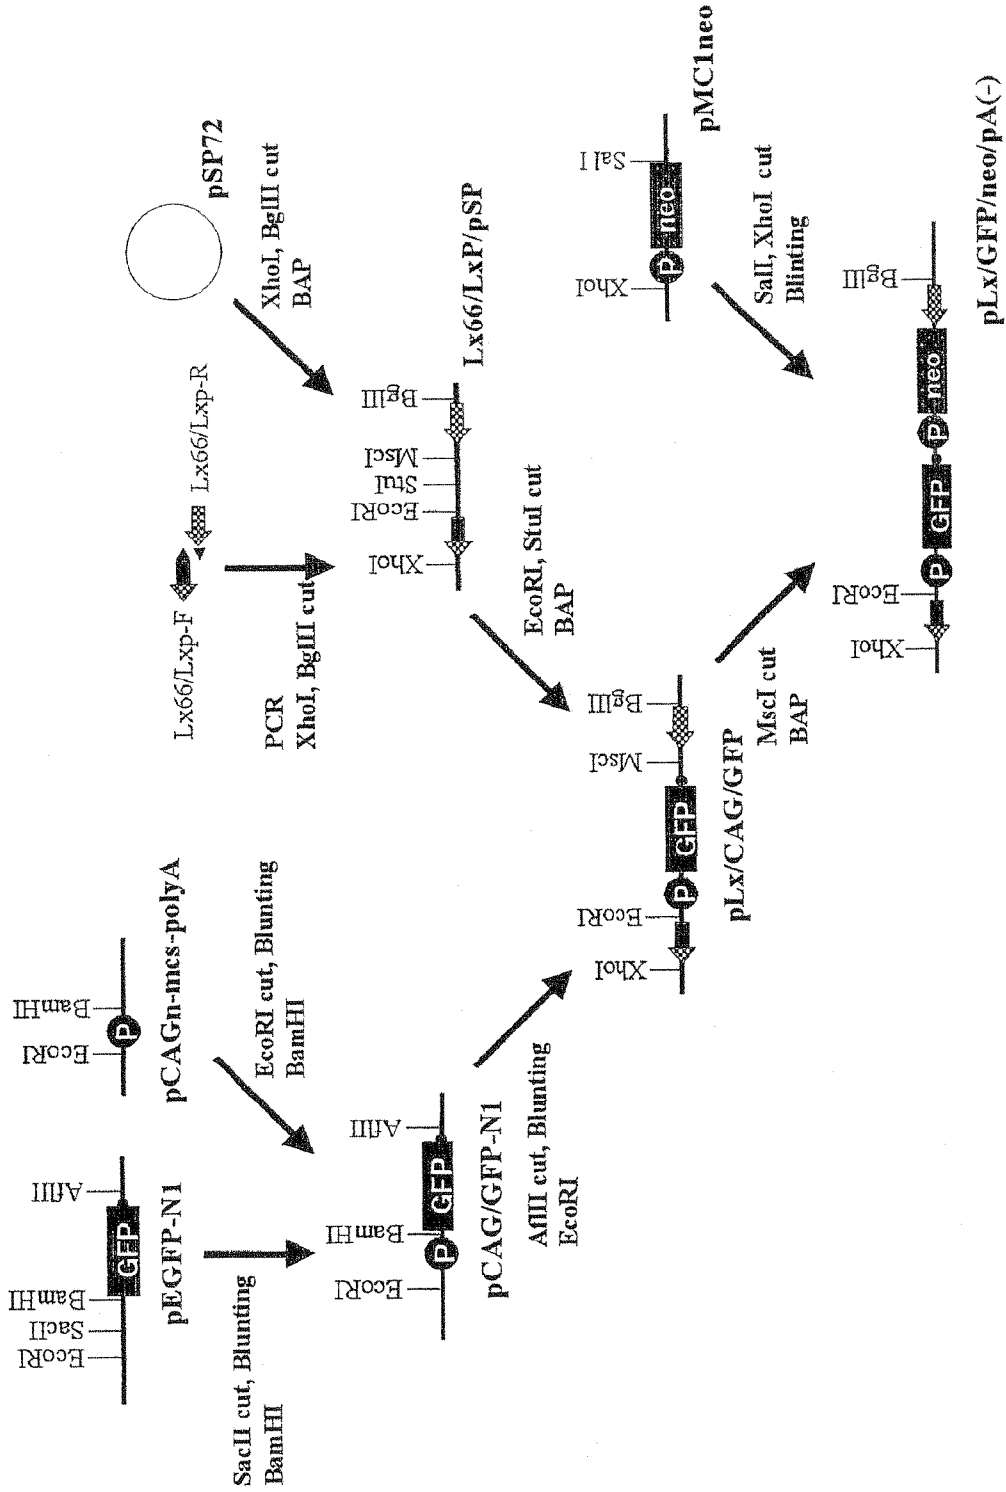 EcoRI
SacII
BamHI
GFP
AflII
pEGFP-N1
SacII cut, Blunting
BamHI
EcoRI
BamHI
P
pCAGn-mcs-polyA
EcoRI cut, Blunting
BamHI
EcoRI
BamHI
AflII
P
GFP
pCAG/GFP-N1
AflII cut, Blunting
EcoRI
Lx66/Lxp-F
Lx66/Lxp-R
PCR
XhoI, BglII cut
pSP72
XhoI, BglII cut
BAP
XhoI
EcoRI
StuI
MscI
BglII
Lx66/LxP/pSP
EcoRI, StuI cut
BAP
XhoI
EcoRI
MscI
BglII
P
GFP
pLx/CAG/GFP
MscI cut
BAP
XhoI
SalI
P
neo
pMC1neo
SalI, XhoI cut
Blinting
XhoI
EcoRI
BglII
P
GFP
P
neo
pLx/GFP/neo/pA(-)